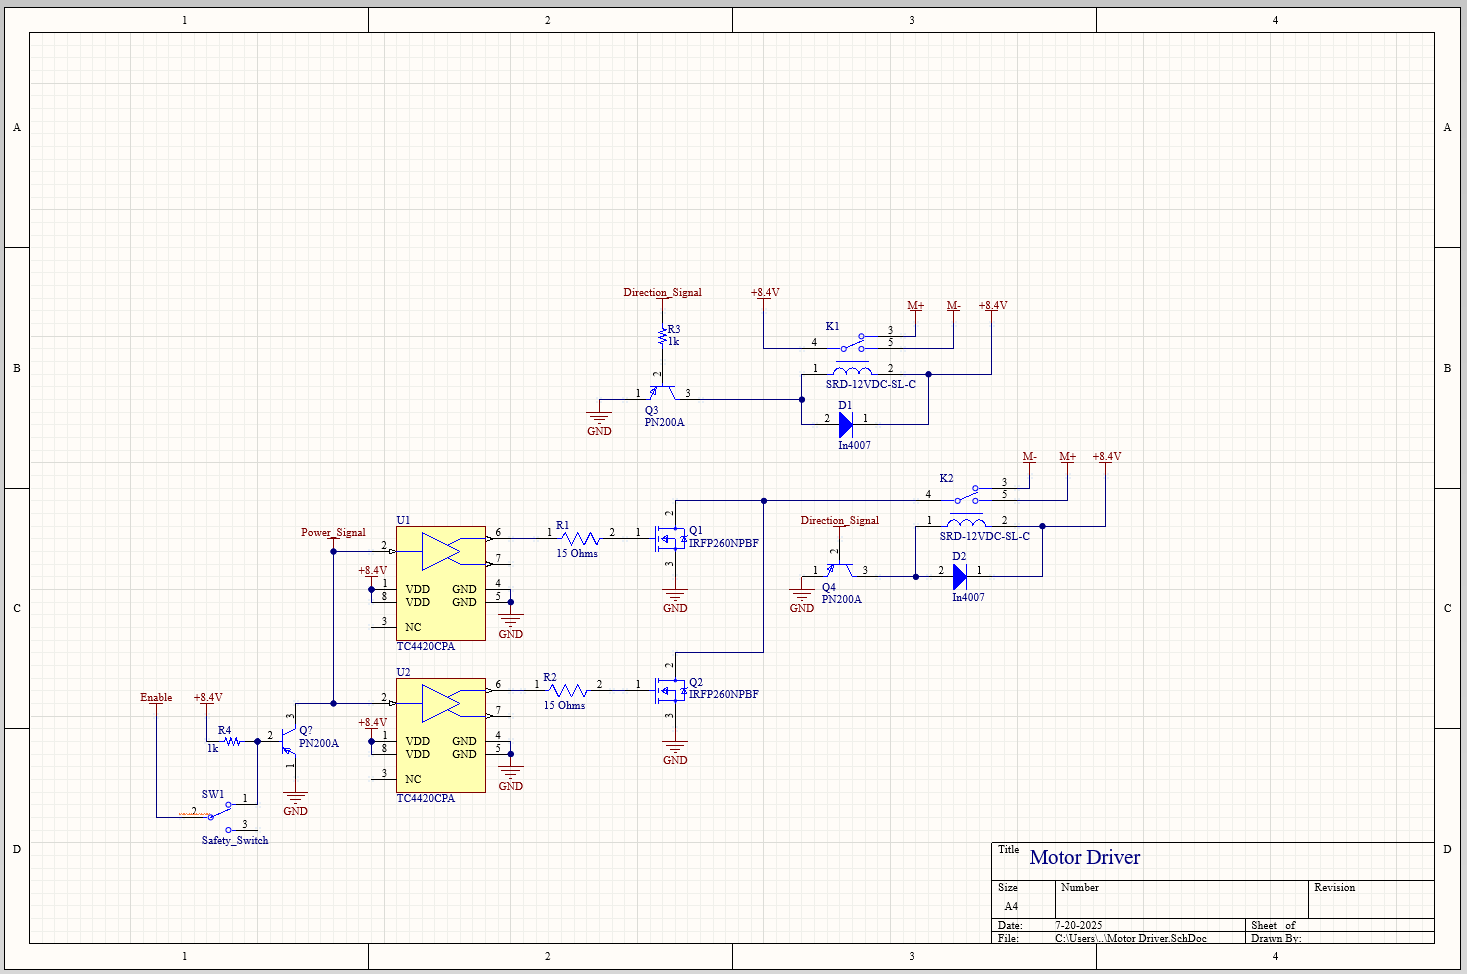 1 2 3 4
A A
B B
C C
D D
Direction_Signal
R3
1k
2
1 3
Q3
PN200A
GND
+8.4V
M+ M- +8.4V
K1
4 3
5
1 2
SRD-12VDC-SL-C
D1
2 1
In4007
M- M+ +8.4V
K2
4 3
5
1 2
SRD-12VDC-SL-C
D2
2 1
In4007
Direction_Signal
2
1 3
Q4
PN200A
GND
Power_Signal
U1
2 6
7
+8.4V
1 VDD GND 4
8 VDD GND 5
3 NC
TC4420CPA
GND
R1
1 2
15 Ohms
2
1
Q1
IRFP260NPBF
3
GND
U2
2 6
7
+8.4V
1 VDD GND 4
8 VDD GND 5
3 NC
TC4420CPA
GND
R2
1 2
15 Ohms
2
1
Q2
IRFP260NPBF
3
GND
Enable +8.4V
R4
1k
2
3
Q?
PN200A
1
GND
SW1
1
2
3
Safety_Switch
Title Motor Driver
Size Number Revision
A4
Date: 7-20-2025 Sheet of
File: C:\Users\..\Motor Driver.SchDoc Drawn By:
1 2 3 4